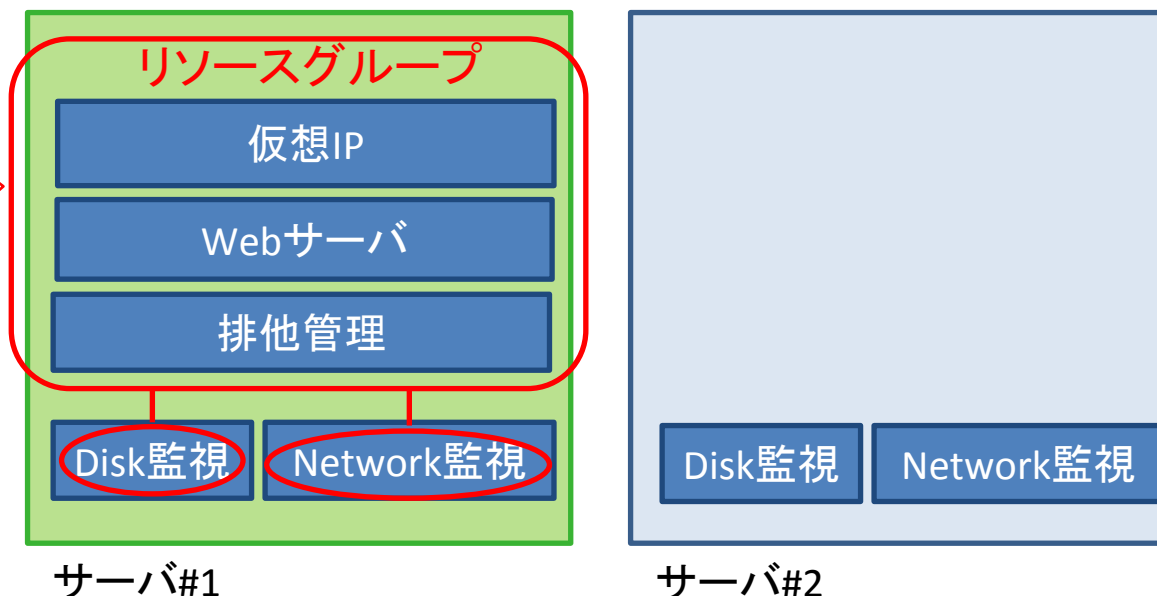 リソースグループ
仮想IP
Webサーバ
排他管理
Disk監視
Network監視
サーバ#1
Disk監視
Network監視
サーバ#2